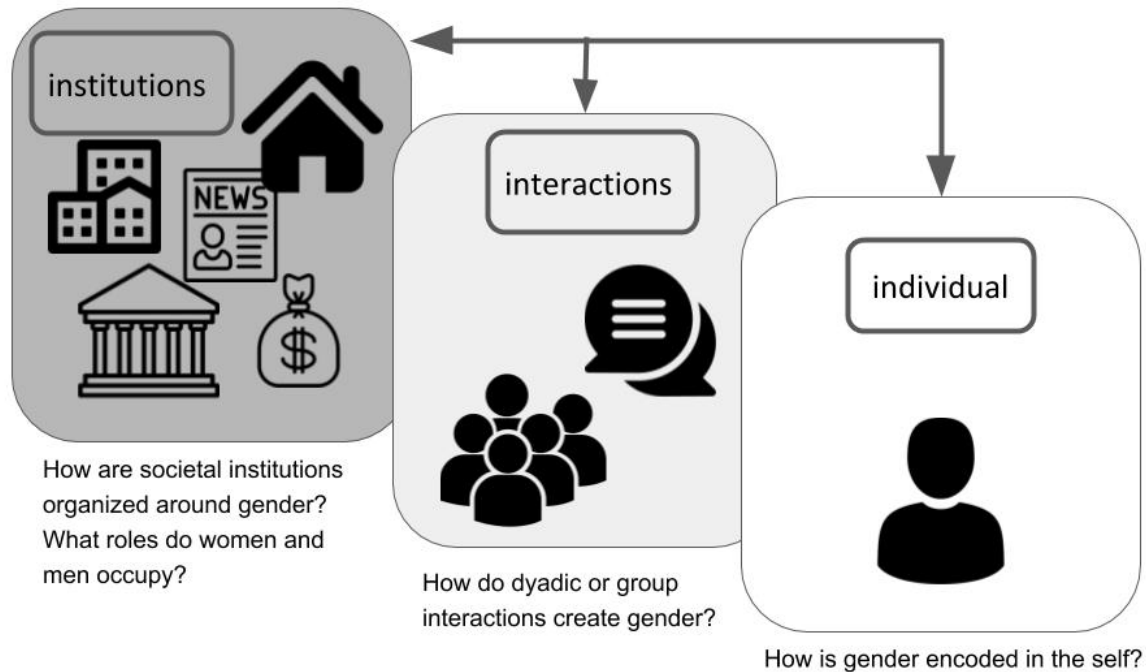 institutions
NEWS
$
How are societal institutions
organized around gender?
What roles do women and
men occupy?
interactions
How do dyadic or group
interactions create gender?
individual
How is gender encoded in the self?